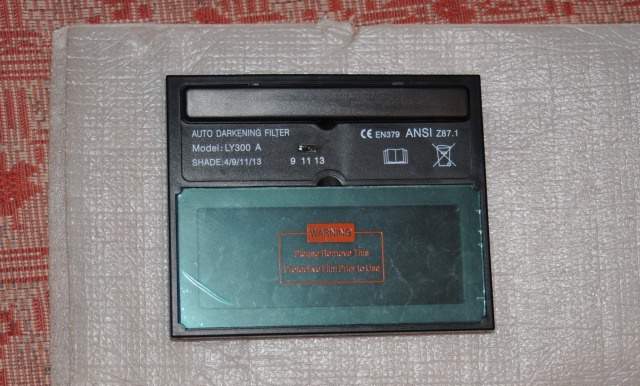 AUTO DARKENING FILTER
Model: LY300 A
SHADE:4/9/11/13
9 11 13
CE EN379 ANSI Z87.1
WARNING
Please Remove This
Protective Film Prior to Use